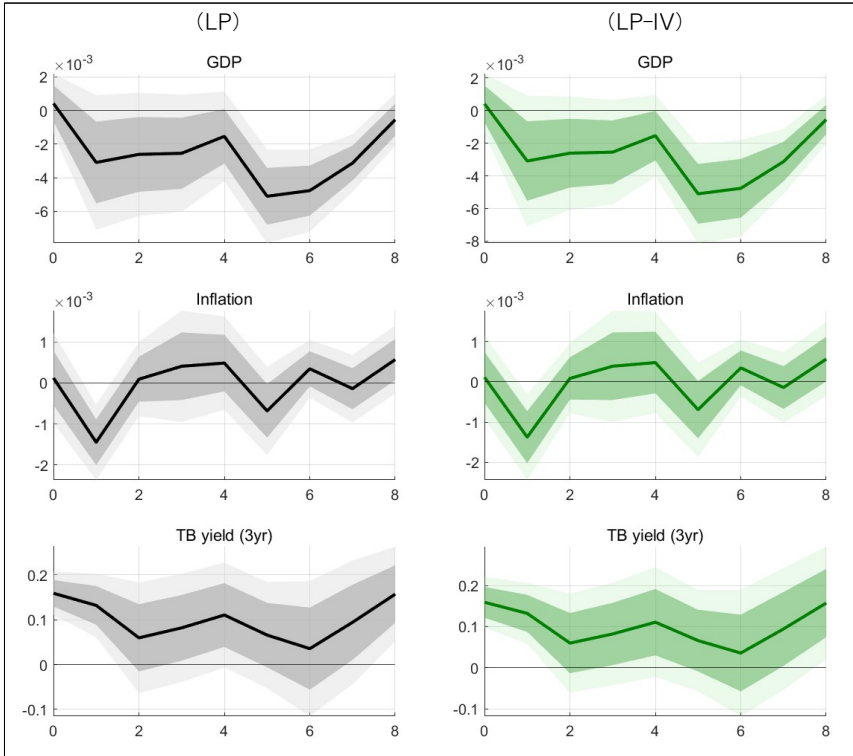 (LP)
(LP-IV)
×10⁻³
GDP
2
0
-2
-4
-6
0 2 4 6 8
×10⁻³
GDP
2
0
-2
-4
-6
-8
0 2 4 6 8
×10⁻³
Inflation
1
0
-1
-2
0 2 4 6 8
×10⁻³
Inflation
1
0
-1
-2
0 2 4 6 8
TB yield (3yr)
0.2
0.1
0
-0.1
0 2 4 6 8
TB yield (3yr)
0.2
0.1
0
-0.1
0 2 4 6 8